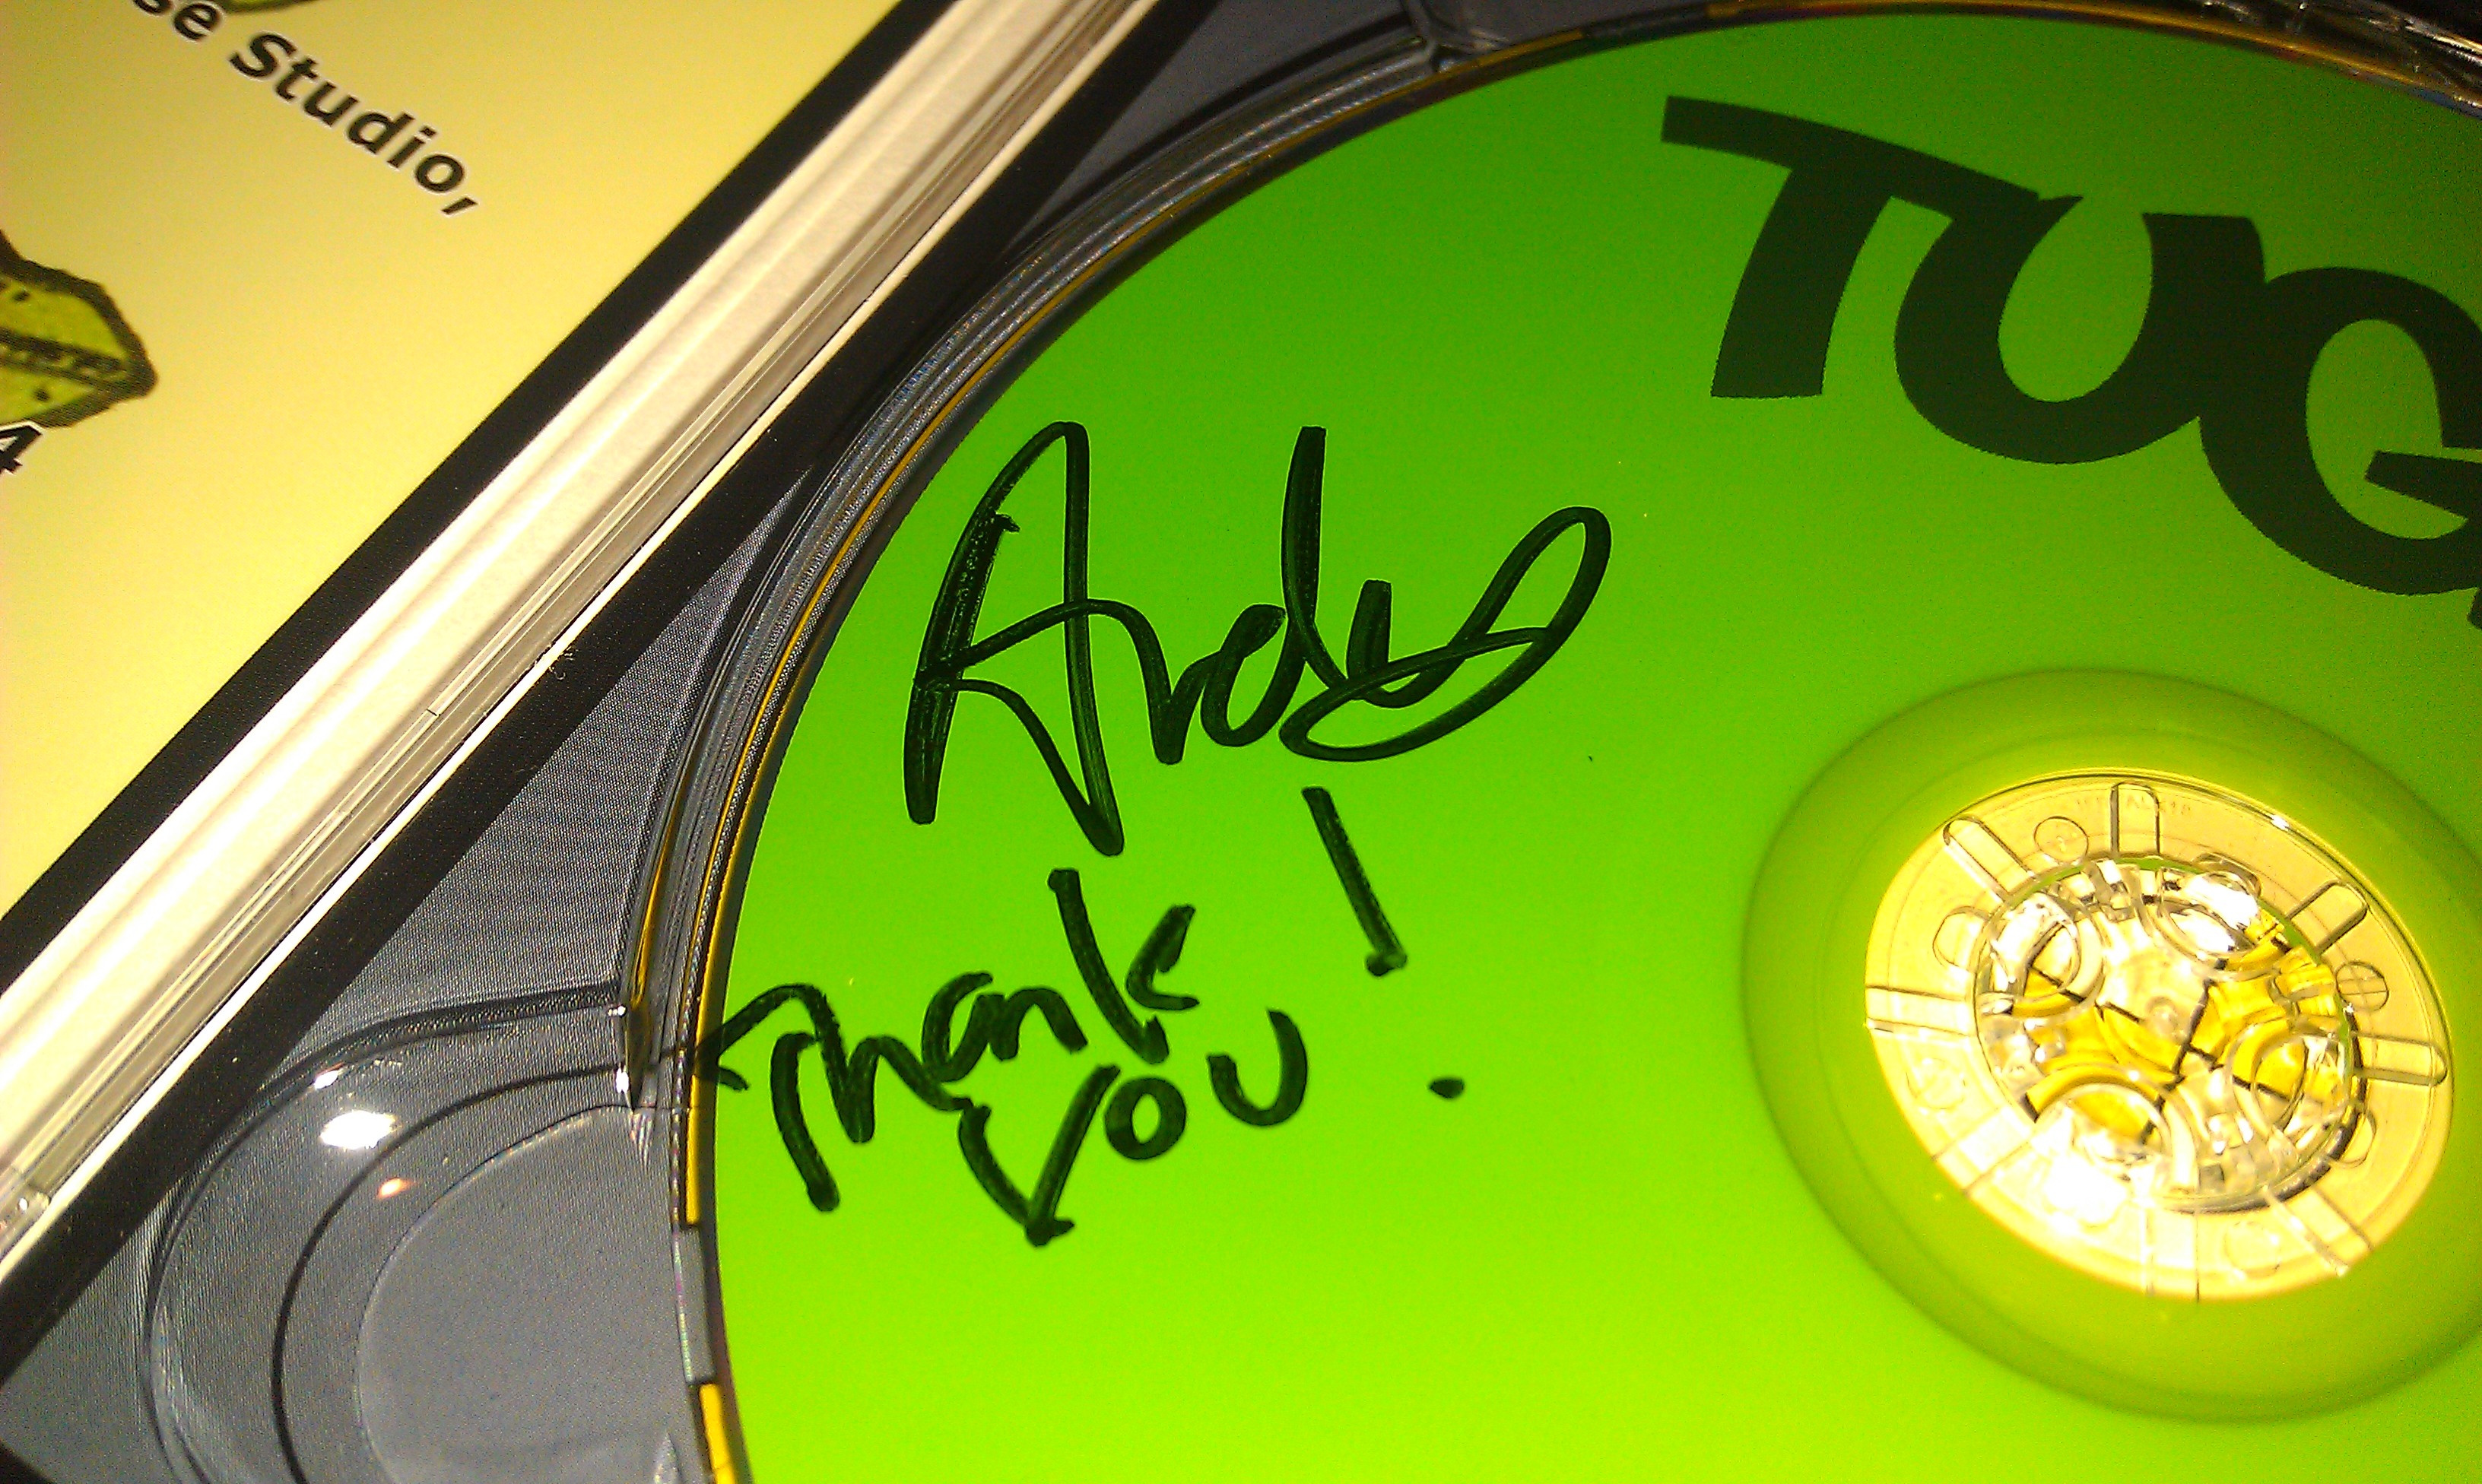 se Studio,
4
TUG
Andy
!
Thank
you.